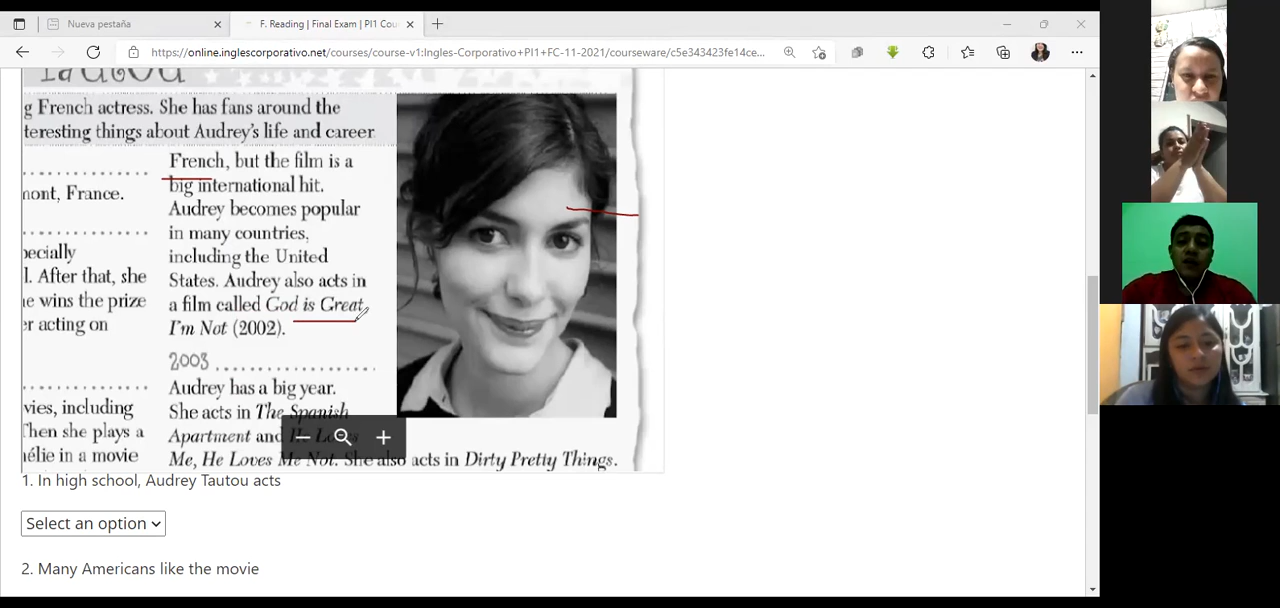 Nueva pestaña
F. Reading | Final Exam | PI1 Cou
https://online.inglescorporativo.net/courses/course-v1:Ingles-Corporativo+PI1+FC-11-2021/courseware/c5e343423fe14ce...
Tautou
g French actress. She has fans around the
teresting things about Audrey's life and career
nont, France.
pecially
l. After that, she
e wins the prize
er acting on
vies, including
Then she plays a
nélie in a movie
French, but the film is a
big international hit.
Audrey becomes popular
in many countries,
including the United
States. Audrey also acts in
a film called God is Great,
I'm Not (2002).
2003
Audrey has a big year.
She acts in The Spanish
Apartment and He Loves
Me, He Loves Me Not. She also acts in Dirty Pretty Things.
1. In high school, Audrey Tautou acts
Select an option
2. Many Americans like the movie